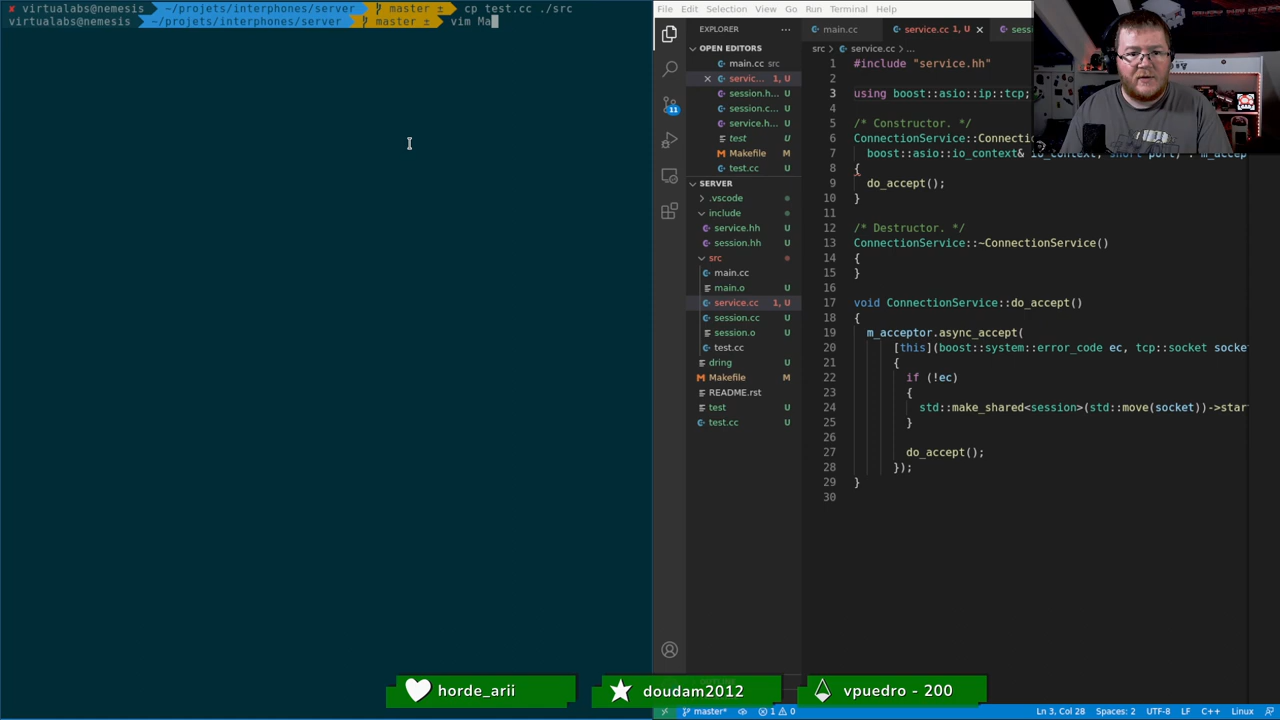 ✘ virtualabs@nemesis ~/projets/interphones/server master ± cp test.cc ./src
virtualabs@nemesis ~/projets/interphones/server master ± vim Ma
File Edit Selection View Go Run Terminal Help
EXPLORER ···
OPEN EDITORS
main.cc src
servic... 1, U
session.h... U
session.c... U
service.h... U
test U
Makefile M
test.cc U
SERVER
.vscode
include
service.hh U
session.hh U
src
main.cc
main.o U
service.cc 1, U
session.cc U
session.o U
test.cc
dring U
Makefile M
README.rst
test U
test.cc U
11
main.cc service.cc 1, U
src > service.cc > ...
1 #include "service.hh"
2
3 using boost::asio::ip::tcp;
4
5 /* Constructor. */
6 ConnectionService::Connectio
7 boost::asio::io_context& io_context, short port) : m_accep
8 {
9 do_accept();
10 }
11
12 /* Destructor. */
13 ConnectionService::~ConnectionService()
14 {
15 }
16
17 void ConnectionService::do_accept()
18 {
19 m_acceptor.async_accept(
20 [this](boost::system::error_code ec, tcp::socket socke
21 {
22 if (!ec)
23 {
24 std::make_shared<session>(std::move(socket))->star
25 }
26
27 do_accept();
28 });
29 }
30
horde_arii
doudam2012
vpuedro - 200
master* 1 0 Ln 3, Col 28 Spaces: 2 UTF-8 LF C++ Linux